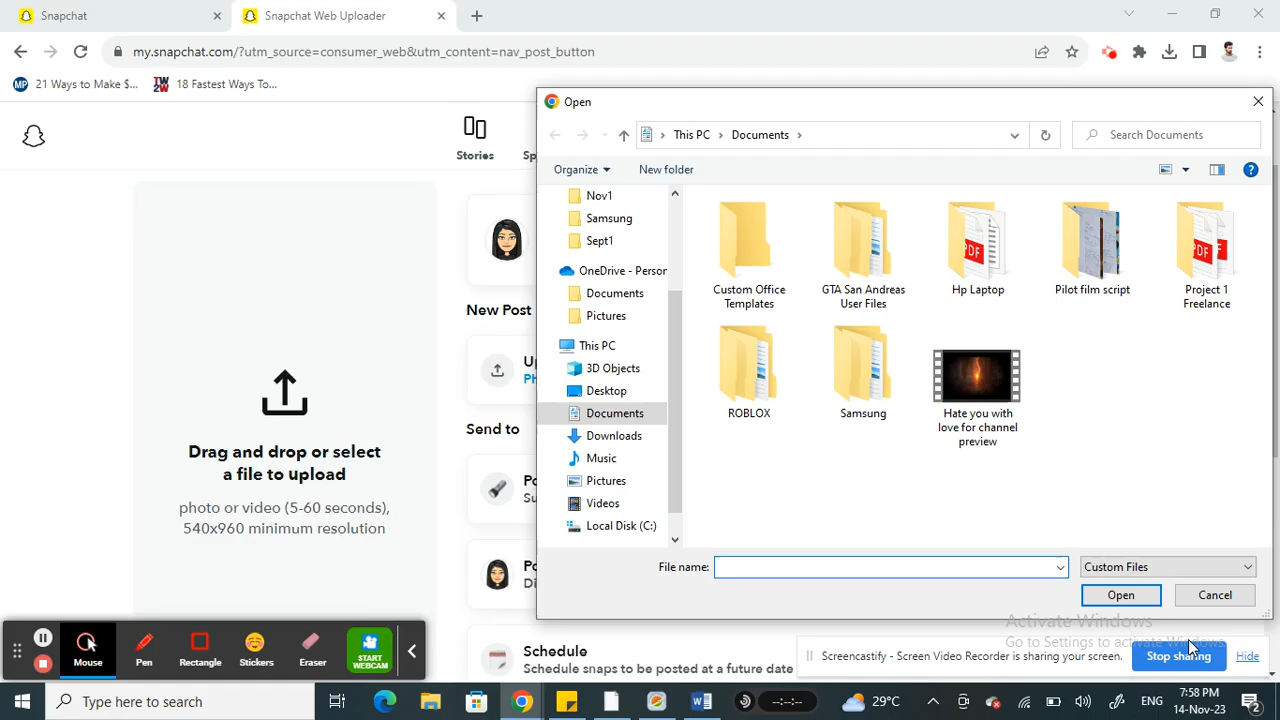 Snapchat
Snapchat Web Uploader
my.snapchat.com/?utm_source=consumer_web&utm_content=nav_post_button
MP 21 Ways to Make $...
TW 2W 18 Fastest Ways To...
Stories
Sp
Drag and drop or select
a file to upload
photo or video (5-60 seconds),
540x960 minimum resolution
New Post
Up
Ph
Send to
Po
Su
Po
Di
Schedule
Schedule snaps to be posted at a future date
Open
This PC > Documents >
Search Documents
Organize
New folder
Nov1
Samsung
Sept1
OneDrive - Person
Documents
Pictures
This PC
3D Objects
Desktop
Documents
Downloads
Music
Pictures
Videos
Local Disk (C:)
Custom Office
Templates
GTA San Andreas
User Files
PDF
Hp Laptop
Pilot film script
PDF
Project 1
Freelance
ROBLOX
Samsung
Hate you with
love for channel
preview
File name:
Custom Files
Open
Cancel
Activate Windows
Go to Settings to activate Windows.
Mouse
Pen
Rectangle
Stickers
Eraser
START
WEBCAM
Screencastify - Screen Video Recorder is sharing your screen.
Stop sharing
Hide
Type here to search
--:--:--
29°C
ENG
7:58 PM
14-Nov-23
2